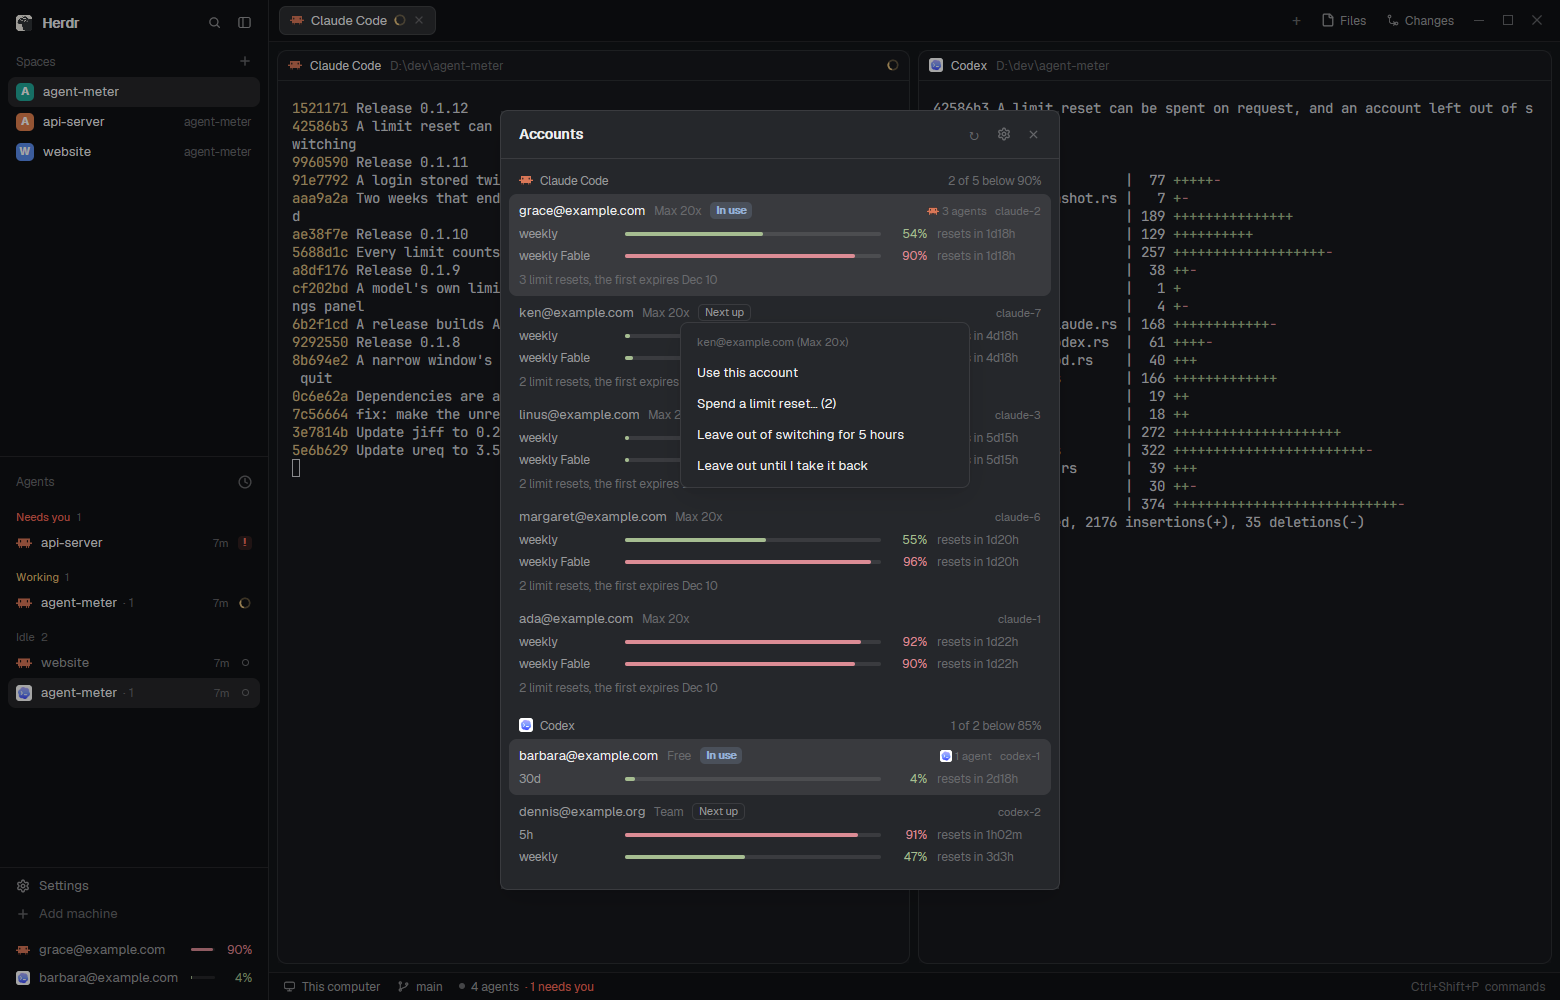 Herdr
Spaces
A agent-meter
A api-server agent-meter
W website agent-meter
Agents
Needs you 1
api-server 7m !
Working 1
agent-meter · 1 7m
Idle 2
website 7m
agent-meter · 1 7m
Settings
Add machine
grace@example.com 90%
barbara@example.com 4%
Claude Code
Files
Changes
Claude Code D:\dev\agent-meter
1521171 Release 0.1.12
42586b3 A limit reset can
witching
9960590 Release 0.1.11
91e7792 A login stored twi
aaa9a2a Two weeks that end
d
ae38f7e Release 0.1.10
5688d1c Every limit counts
a8df176 Release 0.1.9
cf202bd A model's own limi
ngs panel
6b2f1cd A release builds A
9292550 Release 0.1.8
8b694e2 A narrow window's
quit
0c6e62a Dependencies are a
7c56664 fix: make the unre
3e7814b Update jiff to 0.2
5e6b629 Update ureq to 3.5
Codex D:\dev\agent-meter
42586b3 A limit reset can be spent on request, and an account left out of s
| 77 +++++-
shot.rs | 7 +-
| 189 +++++++++++++++
| 129 ++++++++++
| 257 +++++++++++++++++++-
| 38 ++-
| 1 +
| 4 +-
aude.rs | 168 ++++++++++++-
dex.rs | 61 ++++-
d.rs | 40 +++
| 166 +++++++++++++
| 19 ++
| 18 ++
| 272 +++++++++++++++++++++
| 322 ++++++++++++++++++++++++-
rs | 39 +++
| 30 ++-
| 374 ++++++++++++++++++++++++++++-
d, 2176 insertions(+), 35 deletions(-)
Accounts
Claude Code 2 of 5 below 90%
grace@example.com Max 20x In use 3 agents claude-2
weekly 54% resets in 1d18h
weekly Fable 90% resets in 1d18h
3 limit resets, the first expires Dec 10
ken@example.com Max 20x Next up claude-7
weekly in 4d18h
weekly Fable in 4d18h
2 limit resets, the first expires
linus@example.com Max 2 claude-3
weekly in 5d15h
weekly Fable in 5d15h
2 limit resets, the first expires
ken@example.com (Max 20x)
Use this account
Spend a limit reset… (2)
Leave out of switching for 5 hours
Leave out until I take it back
margaret@example.com Max 20x claude-6
weekly 55% resets in 1d20h
weekly Fable 96% resets in 1d20h
2 limit resets, the first expires Dec 10
ada@example.com Max 20x claude-1
weekly 92% resets in 1d22h
weekly Fable 90% resets in 1d22h
2 limit resets, the first expires Dec 10
Codex 1 of 2 below 85%
barbara@example.com Free In use 1 agent codex-1
30d 4% resets in 2d18h
dennis@example.org Team Next up codex-2
5h 91% resets in 1h02m
weekly 47% resets in 3d3h
This computer main 4 agents · 1 needs you
Ctrl+Shift+P commands